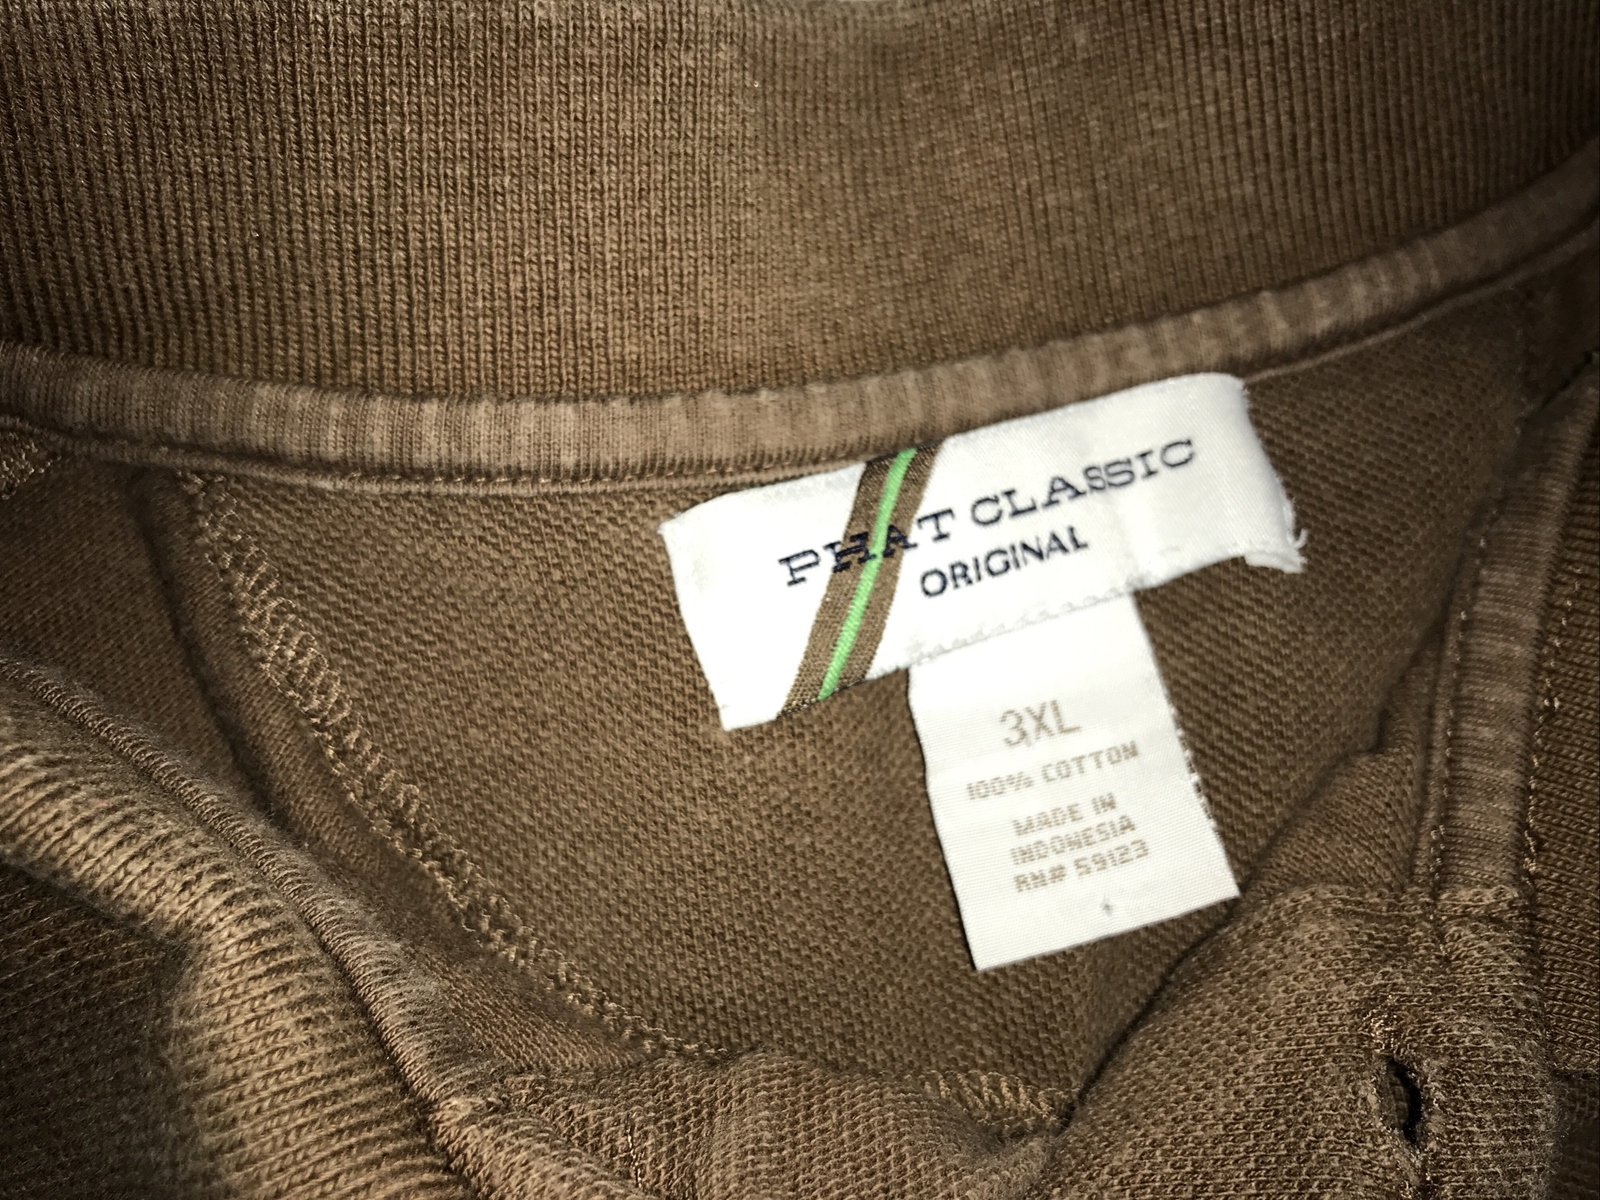 PHAT CLASSIC
ORIGINAL
3XL
100% COTTON
MADE IN
INDONESIA
RN# 59123